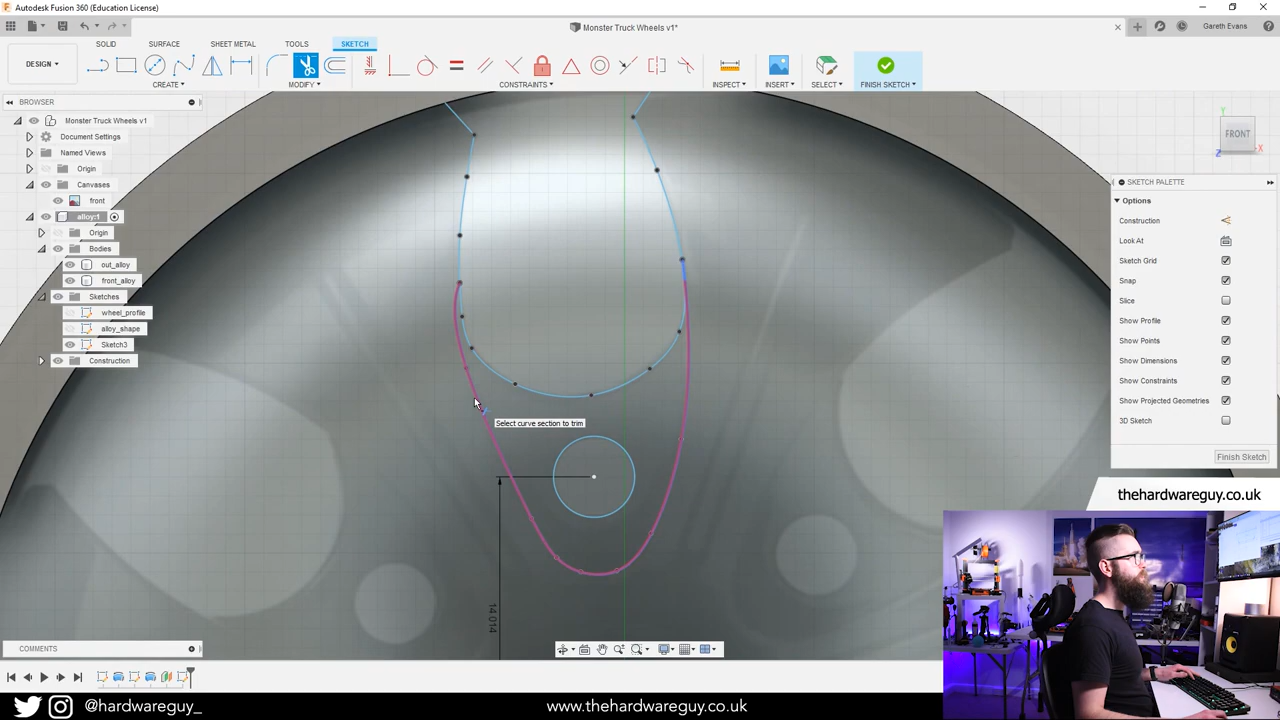 Autodesk Fusion 360 (Education License)
Monster Truck Wheels v1*
Gareth Evans
SOLID
SURFACE
SHEET METAL
TOOLS
SKETCH
DESIGN
CREATE
MODIFY
CONSTRAINTS
INSPECT
INSERT
SELECT
FINISH SKETCH
BROWSER
Monster Truck Wheels v1
Document Settings
Named Views
Origin
Canvases
front
alloy:1
Origin
Bodies
out_alloy
front_alloy
Sketches
wheel_profile
alloy_shape
Sketch3
Construction
Select curve section to trim
14.014
Y
FRONT
X
Z
SKETCH PALETTE
Options
Construction
Look At
Sketch Grid
Snap
Slice
Show Profile
Show Points
Show Dimensions
Show Constraints
Show Projected Geometries
3D Sketch
Finish Sketch
thehardwareguy.co.uk
COMMENTS
@hardwareguy_
www.thehardwareguy.co.uk